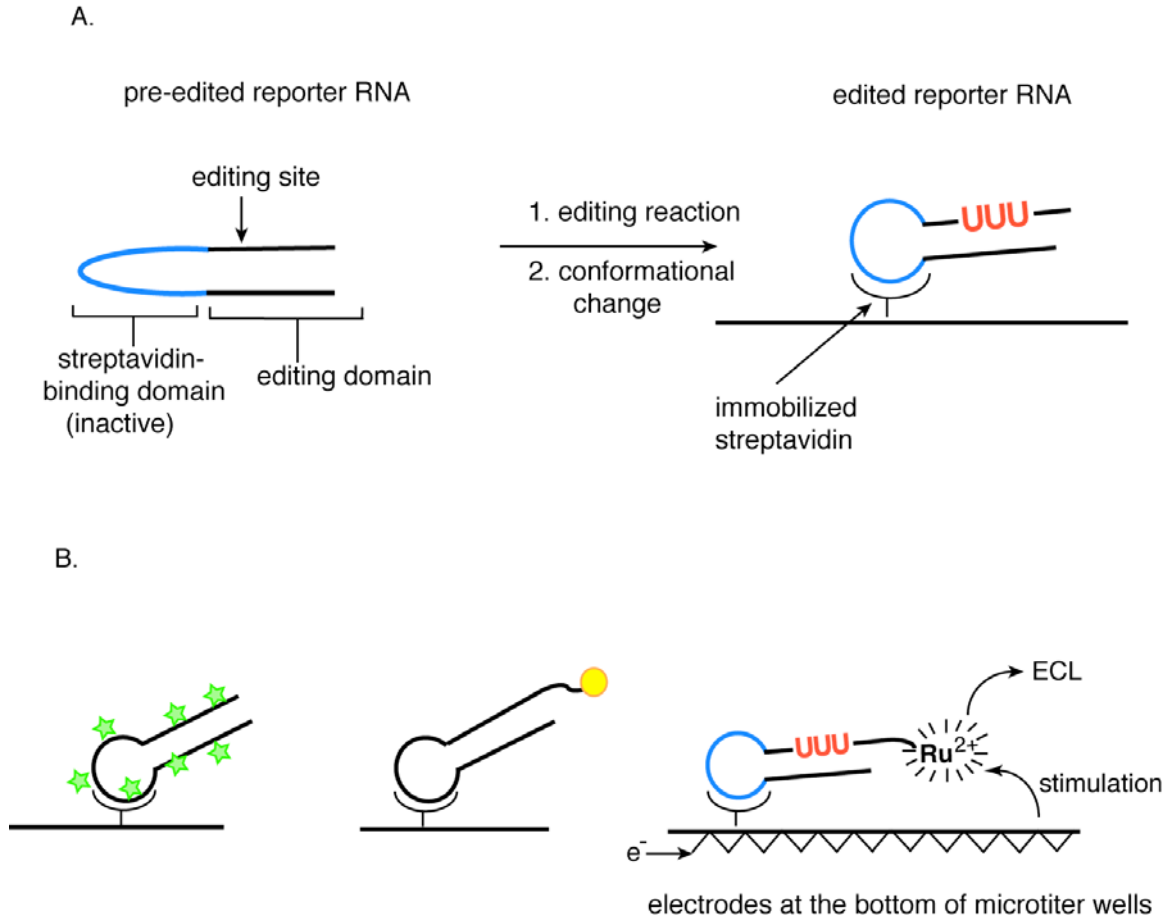 A.
pre-edited reporter RNA
edited reporter RNA
editing site
1. editing reaction
2. conformational
change
UUU
streptavidin-
binding domain
(inactive)
editing domain
immobilized
streptavidin
B.
ECL
UUU
Ru2+
stimulation
e-
electrodes at the bottom of microtiter wells